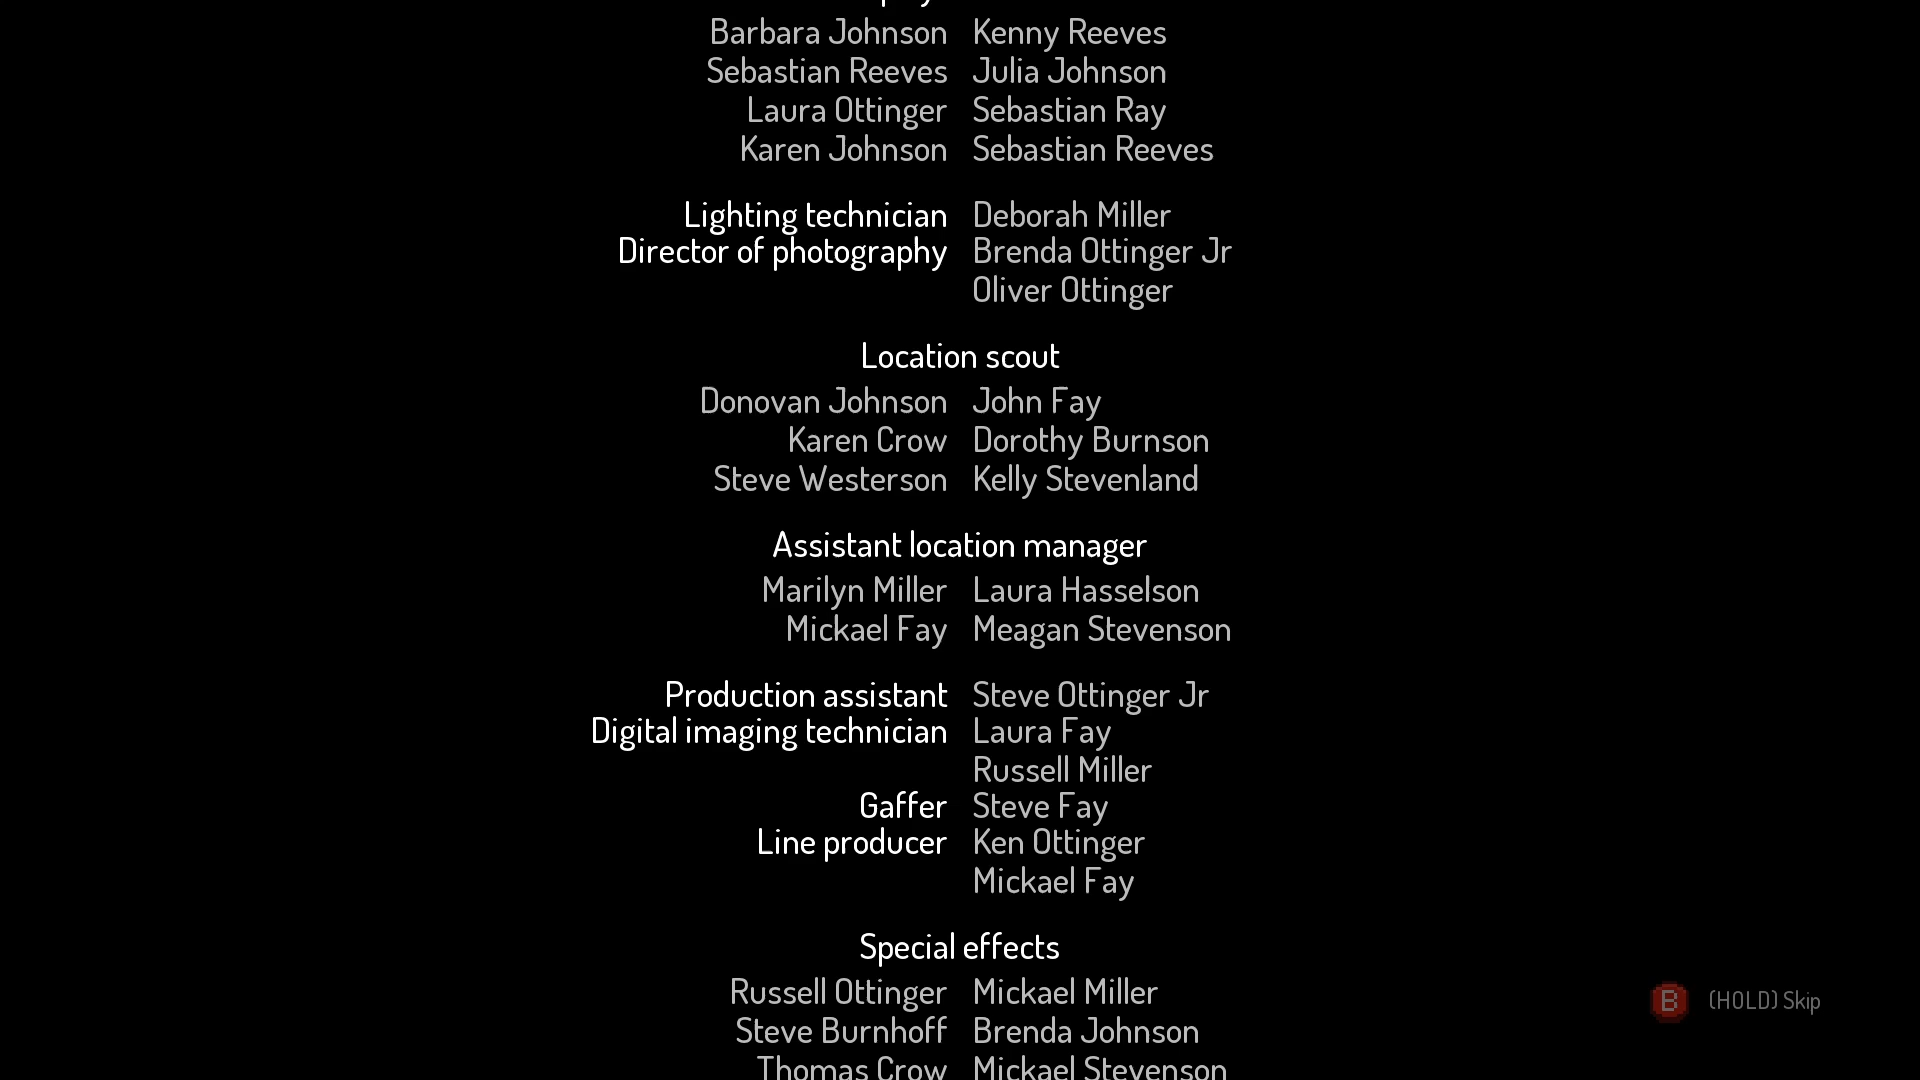 Barbara Johnson Kenny Reeves
Sebastian Reeves Julia Johnson
Laura Ottinger Sebastian Ray
Karen Johnson Sebastian Reeves
Lighting technician Deborah Miller
Director of photography Brenda Ottinger Jr
Oliver Ottinger
Location scout
Donovan Johnson John Fay
Karen Crow Dorothy Burnson
Steve Westerson Kelly Stevenland
Assistant location manager
Marilyn Miller Laura Hasselson
Mickael Fay Meagan Stevenson
Production assistant Steve Ottinger Jr
Digital imaging technician Laura Fay
Russell Miller
Gaffer Steve Fay
Line producer Ken Ottinger
Mickael Fay
Special effects
Russell Ottinger Mickael Miller
B (HOLD) Skip
Steve Burnhoff Brenda Johnson
Thomas Crow Mickael Stevenson